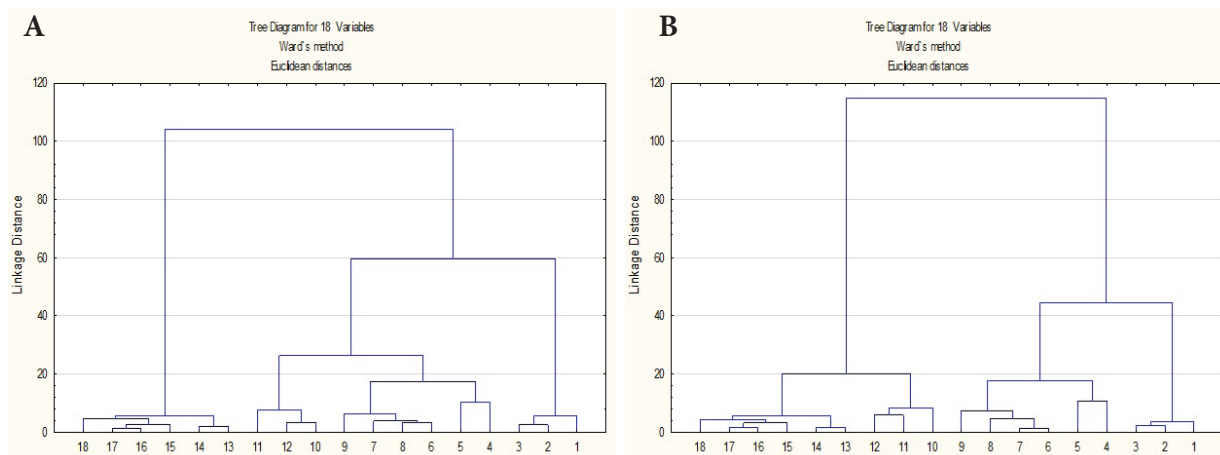 A
Tree Diagram for 18 Variables
Ward`s method
Euclidean distances
Linkage Distance
120
100
80
60
40
20
0
18 17 16 15 14 13 11 12 10 9 7 8 6 5 4 3 2 1
B
Tree Diagram for 18 Variables
Ward`s method
Euclidean distances
Linkage Distance
120
100
80
60
40
20
0
18 17 16 15 14 13 12 11 10 9 8 7 6 5 4 3 2 1